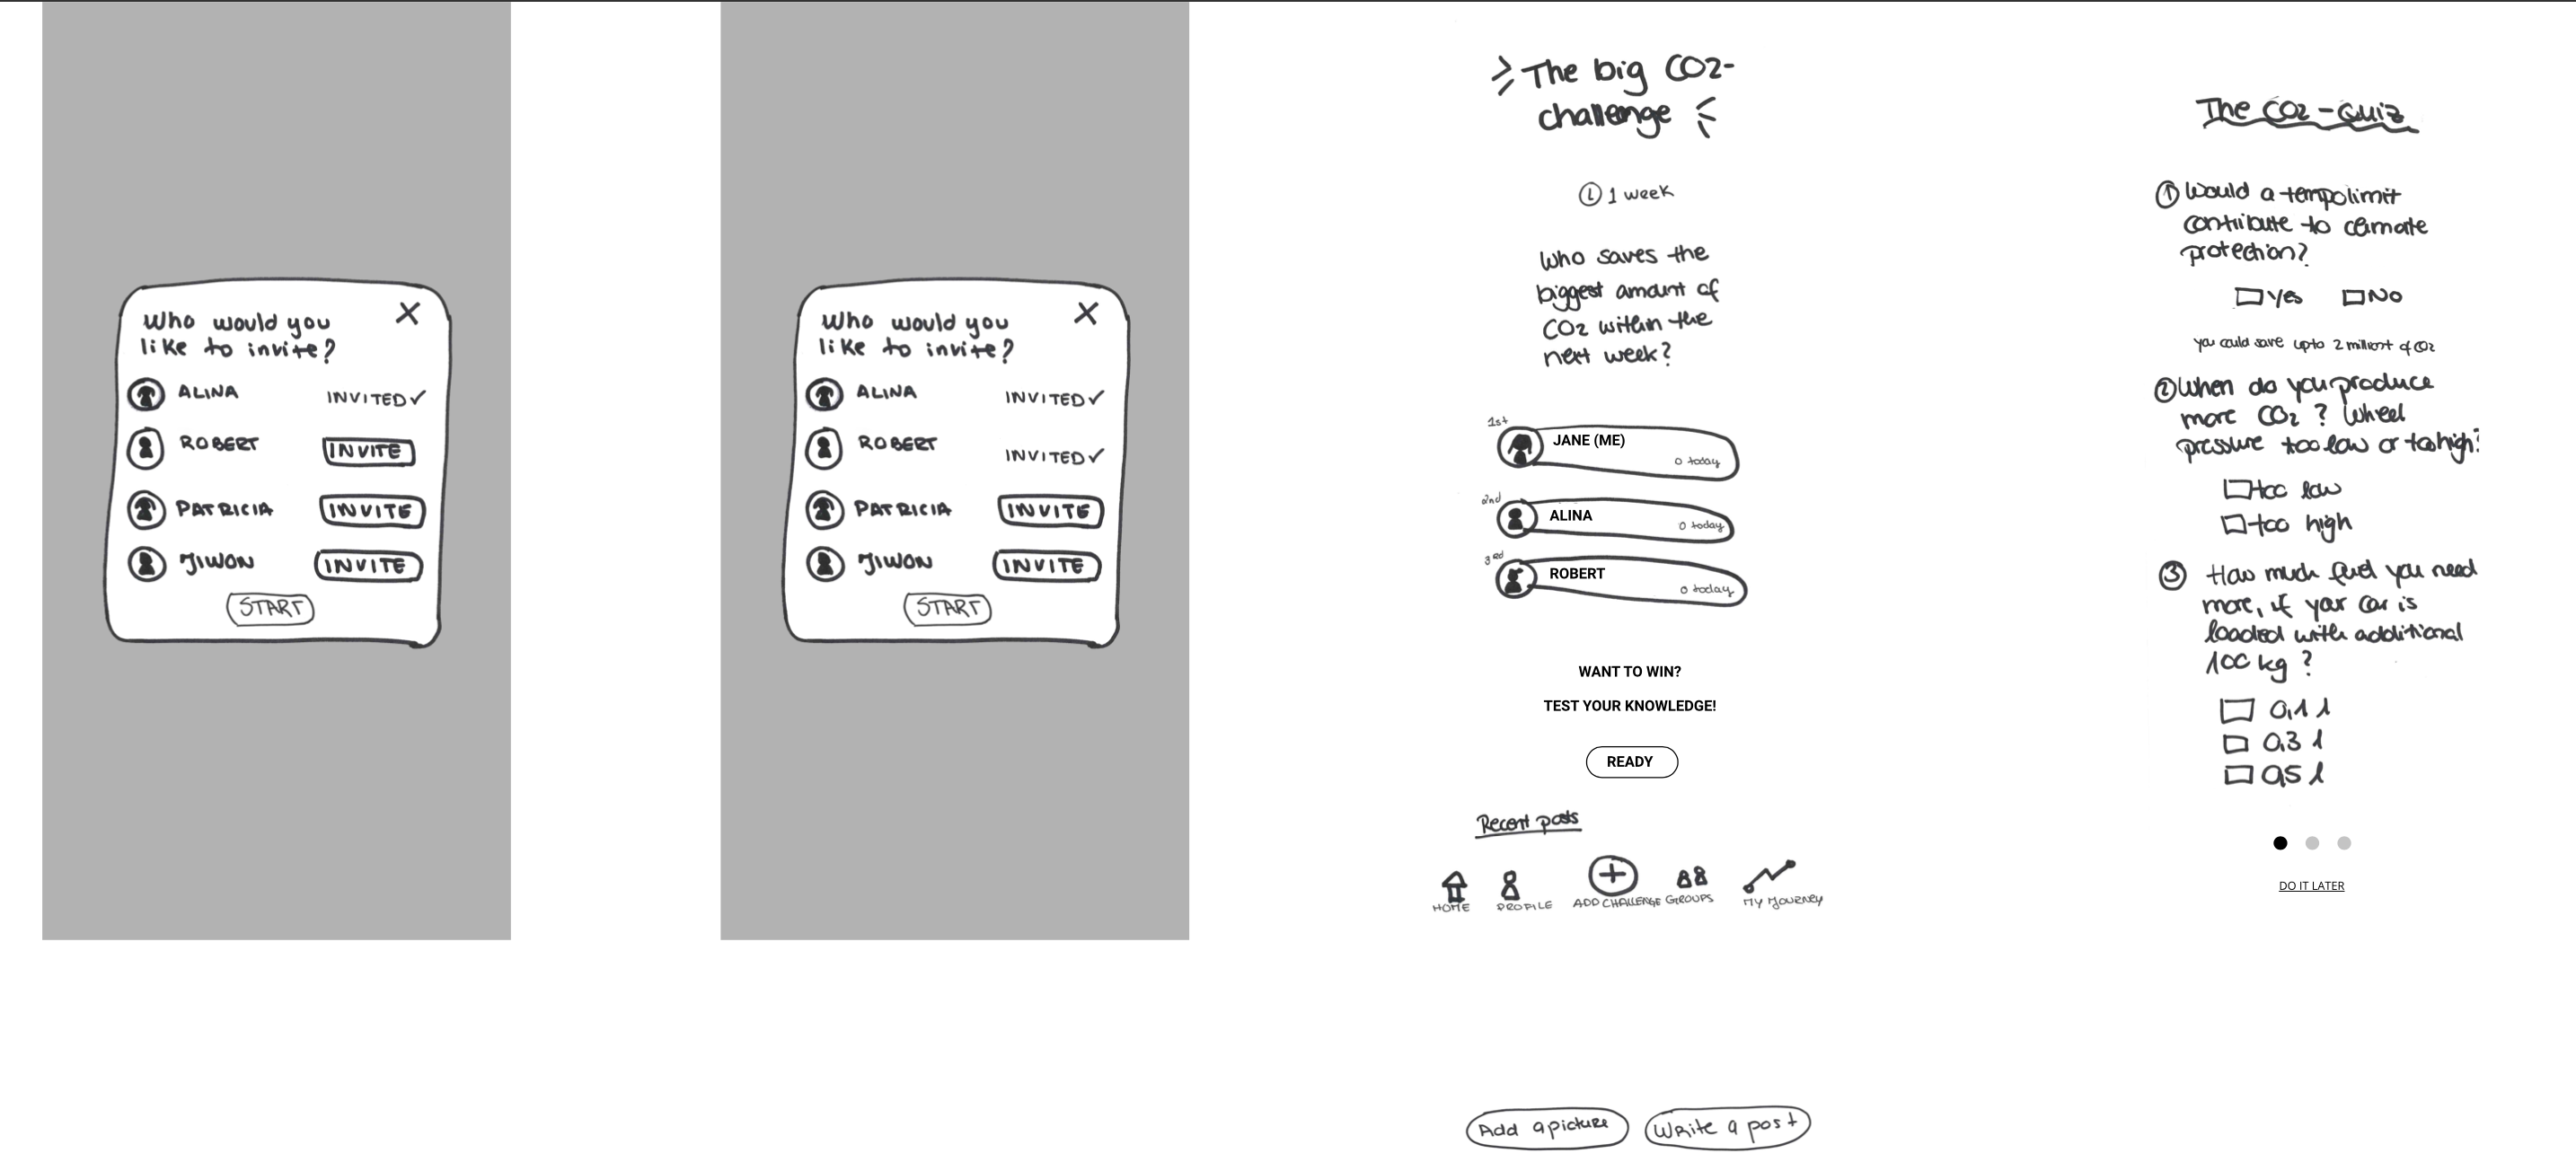 Who would you
like to invite?
ALINA INVITED
ROBERT INVITE
PATRICIA INVITE
JIWON INVITE
START
Who would you
like to invite?
ALINA INVITED
ROBERT INVITED
PATRICIA INVITE
JIWON INVITE
START
The big CO2-
challenge
1 week
Who saves the
biggest amount of
CO2 within the
next week?
1st
JANE (ME)
0 today
2nd
ALINA
0 today
3rd
ROBERT
0 today
WANT TO WIN?
TEST YOUR KNOWLEDGE!
READY
Recent posts
HOME PROFILE ADD CHALLENGE GROUPS MY JOURNEY
Add a picture Write a post
The CO2-Quiz
① Would a tempolimit
contribute to climate
protection?
Yes No
you could save up to 2 million t of CO2
② When do you produce
more CO2? Wheel
pressure too low or too high?
too low
too high
③ How much fuel you need
more, if your car is
loaded with additional
100 kg?
0,1 l
0,3 l
0,5 l
DO IT LATER